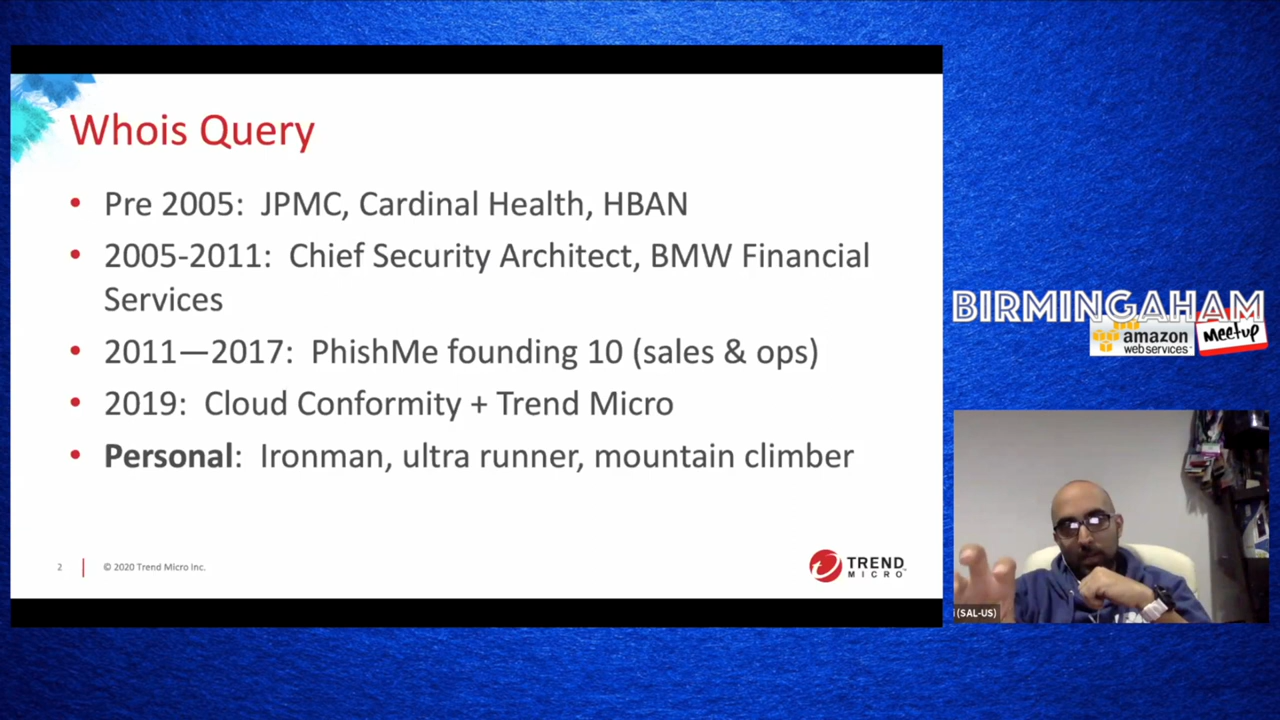 Whois Query
• Pre 2005: JPMC, Cardinal Health, HBAN
• 2005-2011: Chief Security Architect, BMW Financial
Services
• 2011—2017: PhishMe founding 10 (sales & ops)
• 2019: Cloud Conformity + Trend Micro
• Personal: Ironman, ultra runner, mountain climber
2
© 2020 Trend Micro Inc.
TREND
MICRO
BIRMINGAHAM
amazon
webservices
Meetup
i (SAL-US)